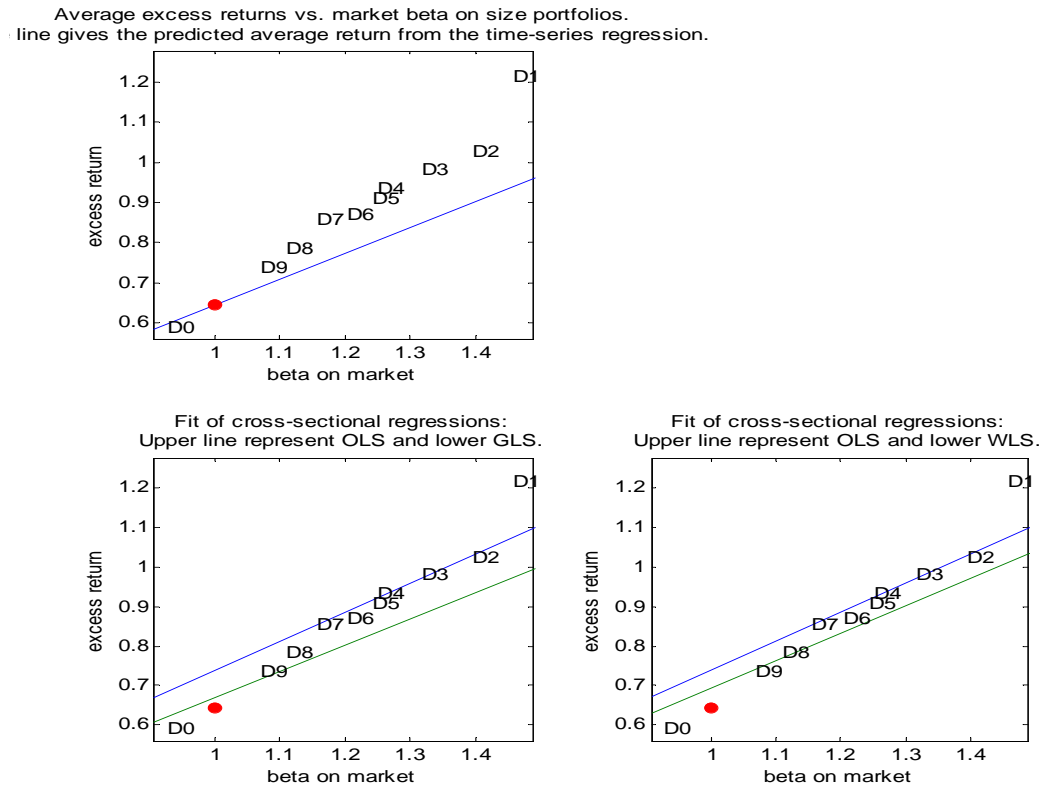 Average excess returns vs. market beta on size portfolios.
line gives the predicted average return from the time-series regression.
1.2
1.1
1
0.9
0.8
0.7
0.6
excess return
D1
D2
D3
D4
D5
D6
D7
D8
D9
D0
1 1.1 1.2 1.3 1.4
beta on market
Fit of cross-sectional regressions:
Upper line represent OLS and lower GLS.
1.2
1.1
1
0.9
0.8
0.7
0.6
excess return
D1
D2
D3
D4
D5
D6
D7
D8
D9
D0
1 1.1 1.2 1.3 1.4
beta on market
Fit of cross-sectional regressions:
Upper line represent OLS and lower WLS.
1.2
1.1
1
0.9
0.8
0.7
0.6
excess return
D1
D2
D3
D4
D5
D6
D7
D8
D9
D0
1 1.1 1.2 1.3 1.4
beta on market